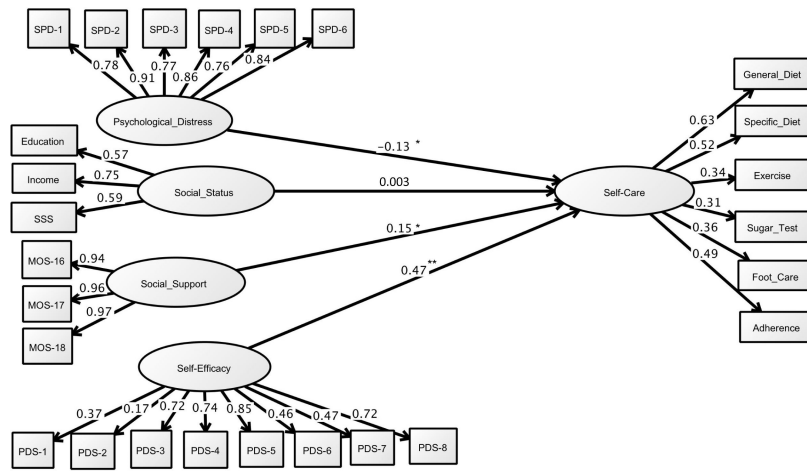 SPD-1 SPD-2 SPD-3 SPD-4 SPD-5 SPD-6
0.78 0.91 0.77 0.86 0.76 0.84
Psychological_Distress
-0.13 *
Education
Income
SSS
0.57
0.75
0.59
Social_Status
0.003
MOS-16
MOS-17
MOS-18
0.94
0.96
0.97
Social_Support
0.15 *
0.47 **
Self-Efficacy
0.37 0.17 0.72 0.74 0.85 0.46 0.47 0.72
PDS-1 PDS-2 PDS-3 PDS-4 PDS-5 PDS-6 PDS-7 PDS-8
Self-Care
0.63
0.52
0.34
0.31
0.36
0.49
General_Diet
Specific_Diet
Exercise
Sugar_Test
Foot_Care
Adherence